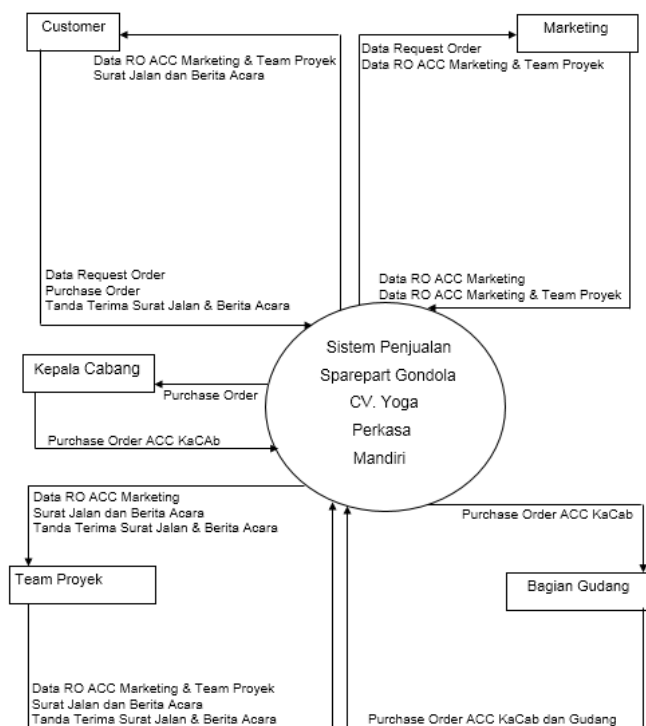 Customer
Marketing
Data RO ACC Marketing & Team Proyek
Surat Jalan dan Berita Acara
Data Request Order
Data RO ACC Marketing & Team Proyek
Data Request Order
Purchase Order
Tanda Terima Surat Jalan & Berita Acara
Data RO ACC Marketing
Data RO ACC Marketing & Team Proyek
Sistem Penjualan
Sparepart Gondola
CV. Yoga
Perkasa
Mandiri
Kepala Cabang
Purchase Order
Purchase Order ACC KaCAb
Data RO ACC Marketing
Surat Jalan dan Berita Acara
Tanda Terima Surat Jalan & Berita Acara
Purchase Order ACC KaCab
Team Proyek
Bagian Gudang
Data RO ACC Marketing & Team Proyek
Surat Jalan dan Berita Acara
Tanda Terima Surat Jalan & Berita Acara
Purchase Order ACC KaCab dan Gudang